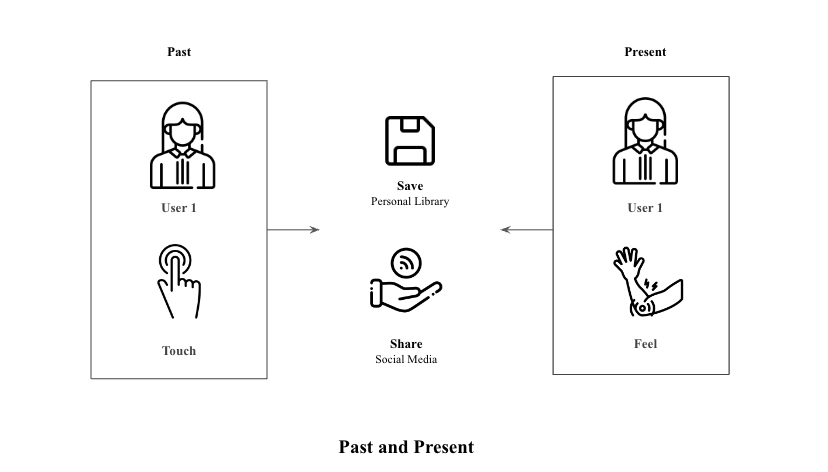 Past
Present
User 1
Touch
Save
Personal Library
Share
Social Media
User 1
Feel
Past and Present